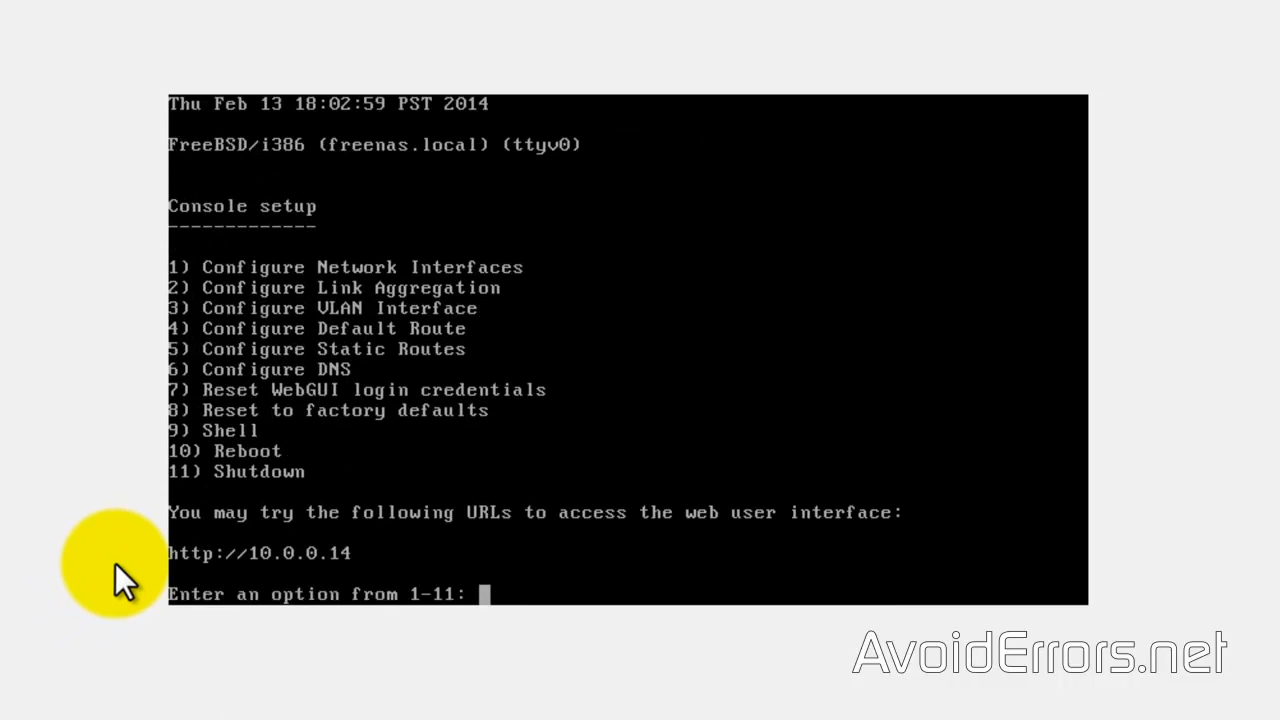 Thu Feb 13 18:02:59 PST 2014
FreeBSD/i386 (freenas.local) (ttyv0)
Console setup
-------------
1) Configure Network Interfaces
2) Configure Link Aggregation
3) Configure VLAN Interface
4) Configure Default Route
5) Configure Static Routes
6) Configure DNS
7) Reset WebGUI login credentials
8) Reset to factory defaults
9) Shell
10) Reboot
11) Shutdown
You may try the following URLs to access the web user interface:
http://10.0.0.14
Enter an option from 1-11:
AvoidErrors.net